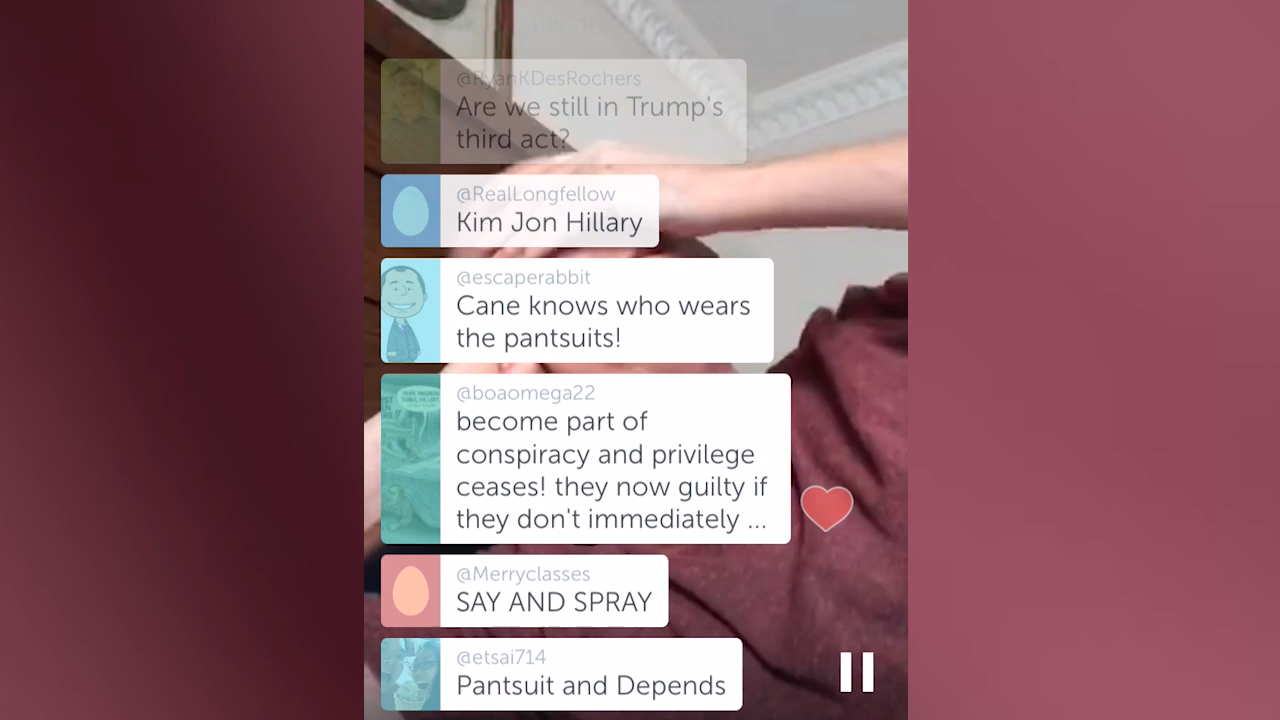 @RyanKDesRochers
Are we still in Trump's
third act?
@RealLongfellow
Kim Jon Hillary
@escaperabbit
Cane knows who wears
the pantsuits!
@boaomega22
become part of
conspiracy and privilege
ceases! they now guilty if
they don't immediately ...
@Merryclasses
SAY AND SPRAY
@etsai714
Pantsuit and Depends